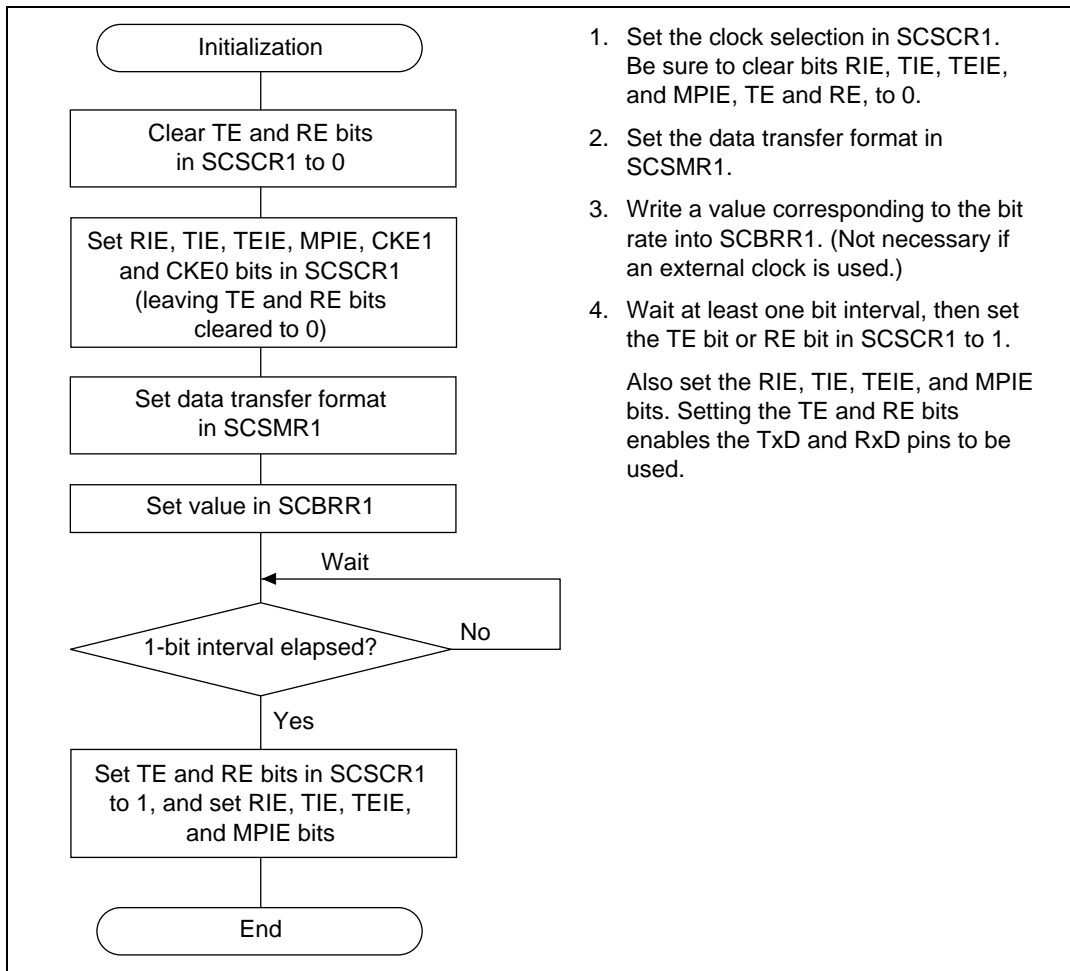 Initialization
Clear TE and RE bits
in SCSCR1 to 0
Set RIE, TIE, TEIE, MPIE, CKE1
and CKE0 bits in SCSCR1
(leaving TE and RE bits
cleared to 0)
Set data transfer format
in SCSMR1
Set value in SCBRR1
Wait
1-bit interval elapsed?
No
Yes
Set TE and RE bits in SCSCR1
to 1, and set RIE, TIE, TEIE,
and MPIE bits
End
1. Set the clock selection in SCSCR1.
Be sure to clear bits RIE, TIE, TEIE,
and MPIE, TE and RE, to 0.
2. Set the data transfer format in
SCSMR1.
3. Write a value corresponding to the bit
rate into SCBRR1. (Not necessary if
an external clock is used.)
4. Wait at least one bit interval, then set
the TE bit or RE bit in SCSCR1 to 1.
Also set the RIE, TIE, TEIE, and MPIE
bits. Setting the TE and RE bits
enables the TxD and RxD pins to be
used.